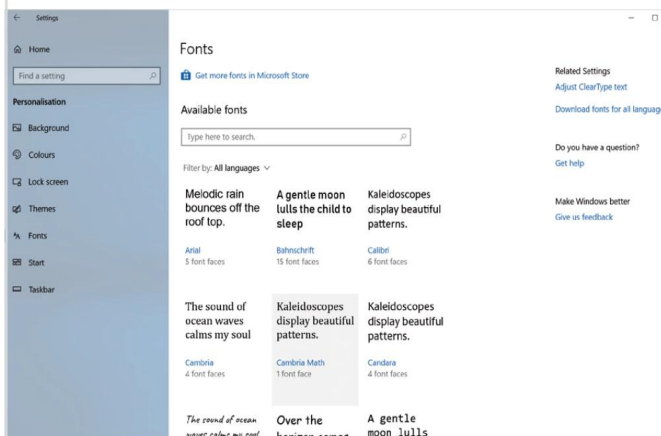 Settings
Home
Find a setting
Personalisation
Background
Colours
Lock screen
Themes
Fonts
Start
Taskbar
Fonts
Get more fonts in Microsoft Store
Available fonts
Type here to search.
Filter by: All languages
Melodic rain
bounces off the
roof top.
Arial
5 font faces
A gentle moon
lulls the child to
sleep
Bahnschrift
15 font faces
Kaleidoscopes
display beautiful
patterns.
Calibri
6 font faces
The sound of
ocean waves
calms my soul
Cambria
4 font faces
Kaleidoscopes
display beautiful
patterns.
Cambria Math
1 font face
Kaleidoscopes
display beautiful
patterns.
Candara
4 font faces
The sound of ocean
waves calms my soul
Over the
horizon comes
A gentle
moon lulls
Related Settings
Adjust ClearType text
Download fonts for all languag
Do you have a question?
Get help
Make Windows better
Give us feedback